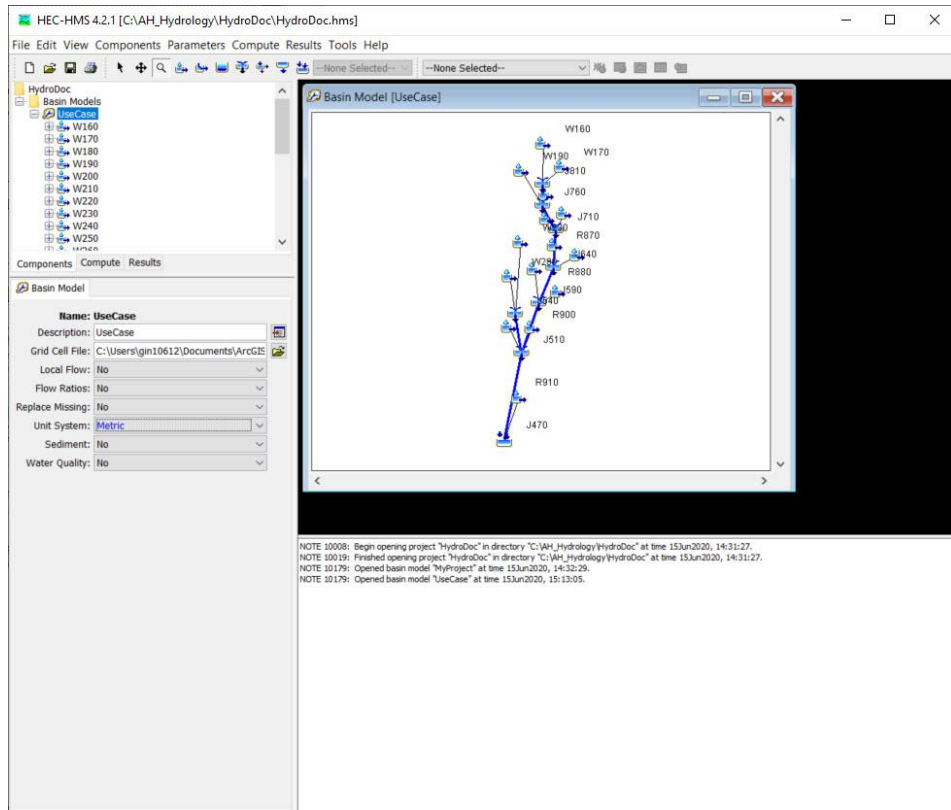 HEC-HMS 4.2.1 [C:\AH_Hydrology\HydroDoc\HydroDoc.hms]
File Edit View Components Parameters Compute Results Tools Help
--None Selected-- --None Selected--
HydroDoc
Basin Models
UseCase
W160
W170
W180
W190
W200
W210
W220
W230
W240
W250
W260
Components Compute Results
Basin Model
Name: UseCase
Description: UseCase
Grid Cell File: C:\Users\gin10612\Documents\ArcGIS
Local Flow: No
Flow Ratios: No
Replace Missing: No
Unit System: Metric
Sediment: No
Water Quality: No
Basin Model [UseCase]
W160
W190 W170
J810
J760
J710
R870
R880
J590
R900
J510
R910
J470
NOTE 10008: Begin opening project "HydroDoc" in directory "C:\AH_Hydrology\HydroDoc" at time 15Jun2020, 14:31:27.
NOTE 10019: Finished opening project "HydroDoc" in directory "C:\AH_Hydrology\HydroDoc" at time 15Jun2020, 14:31:27.
NOTE 10179: Opened basin model "MyProject" at time 15Jun2020, 14:32:29.
NOTE 10179: Opened basin model "UseCase" at time 15Jun2020, 15:13:05.